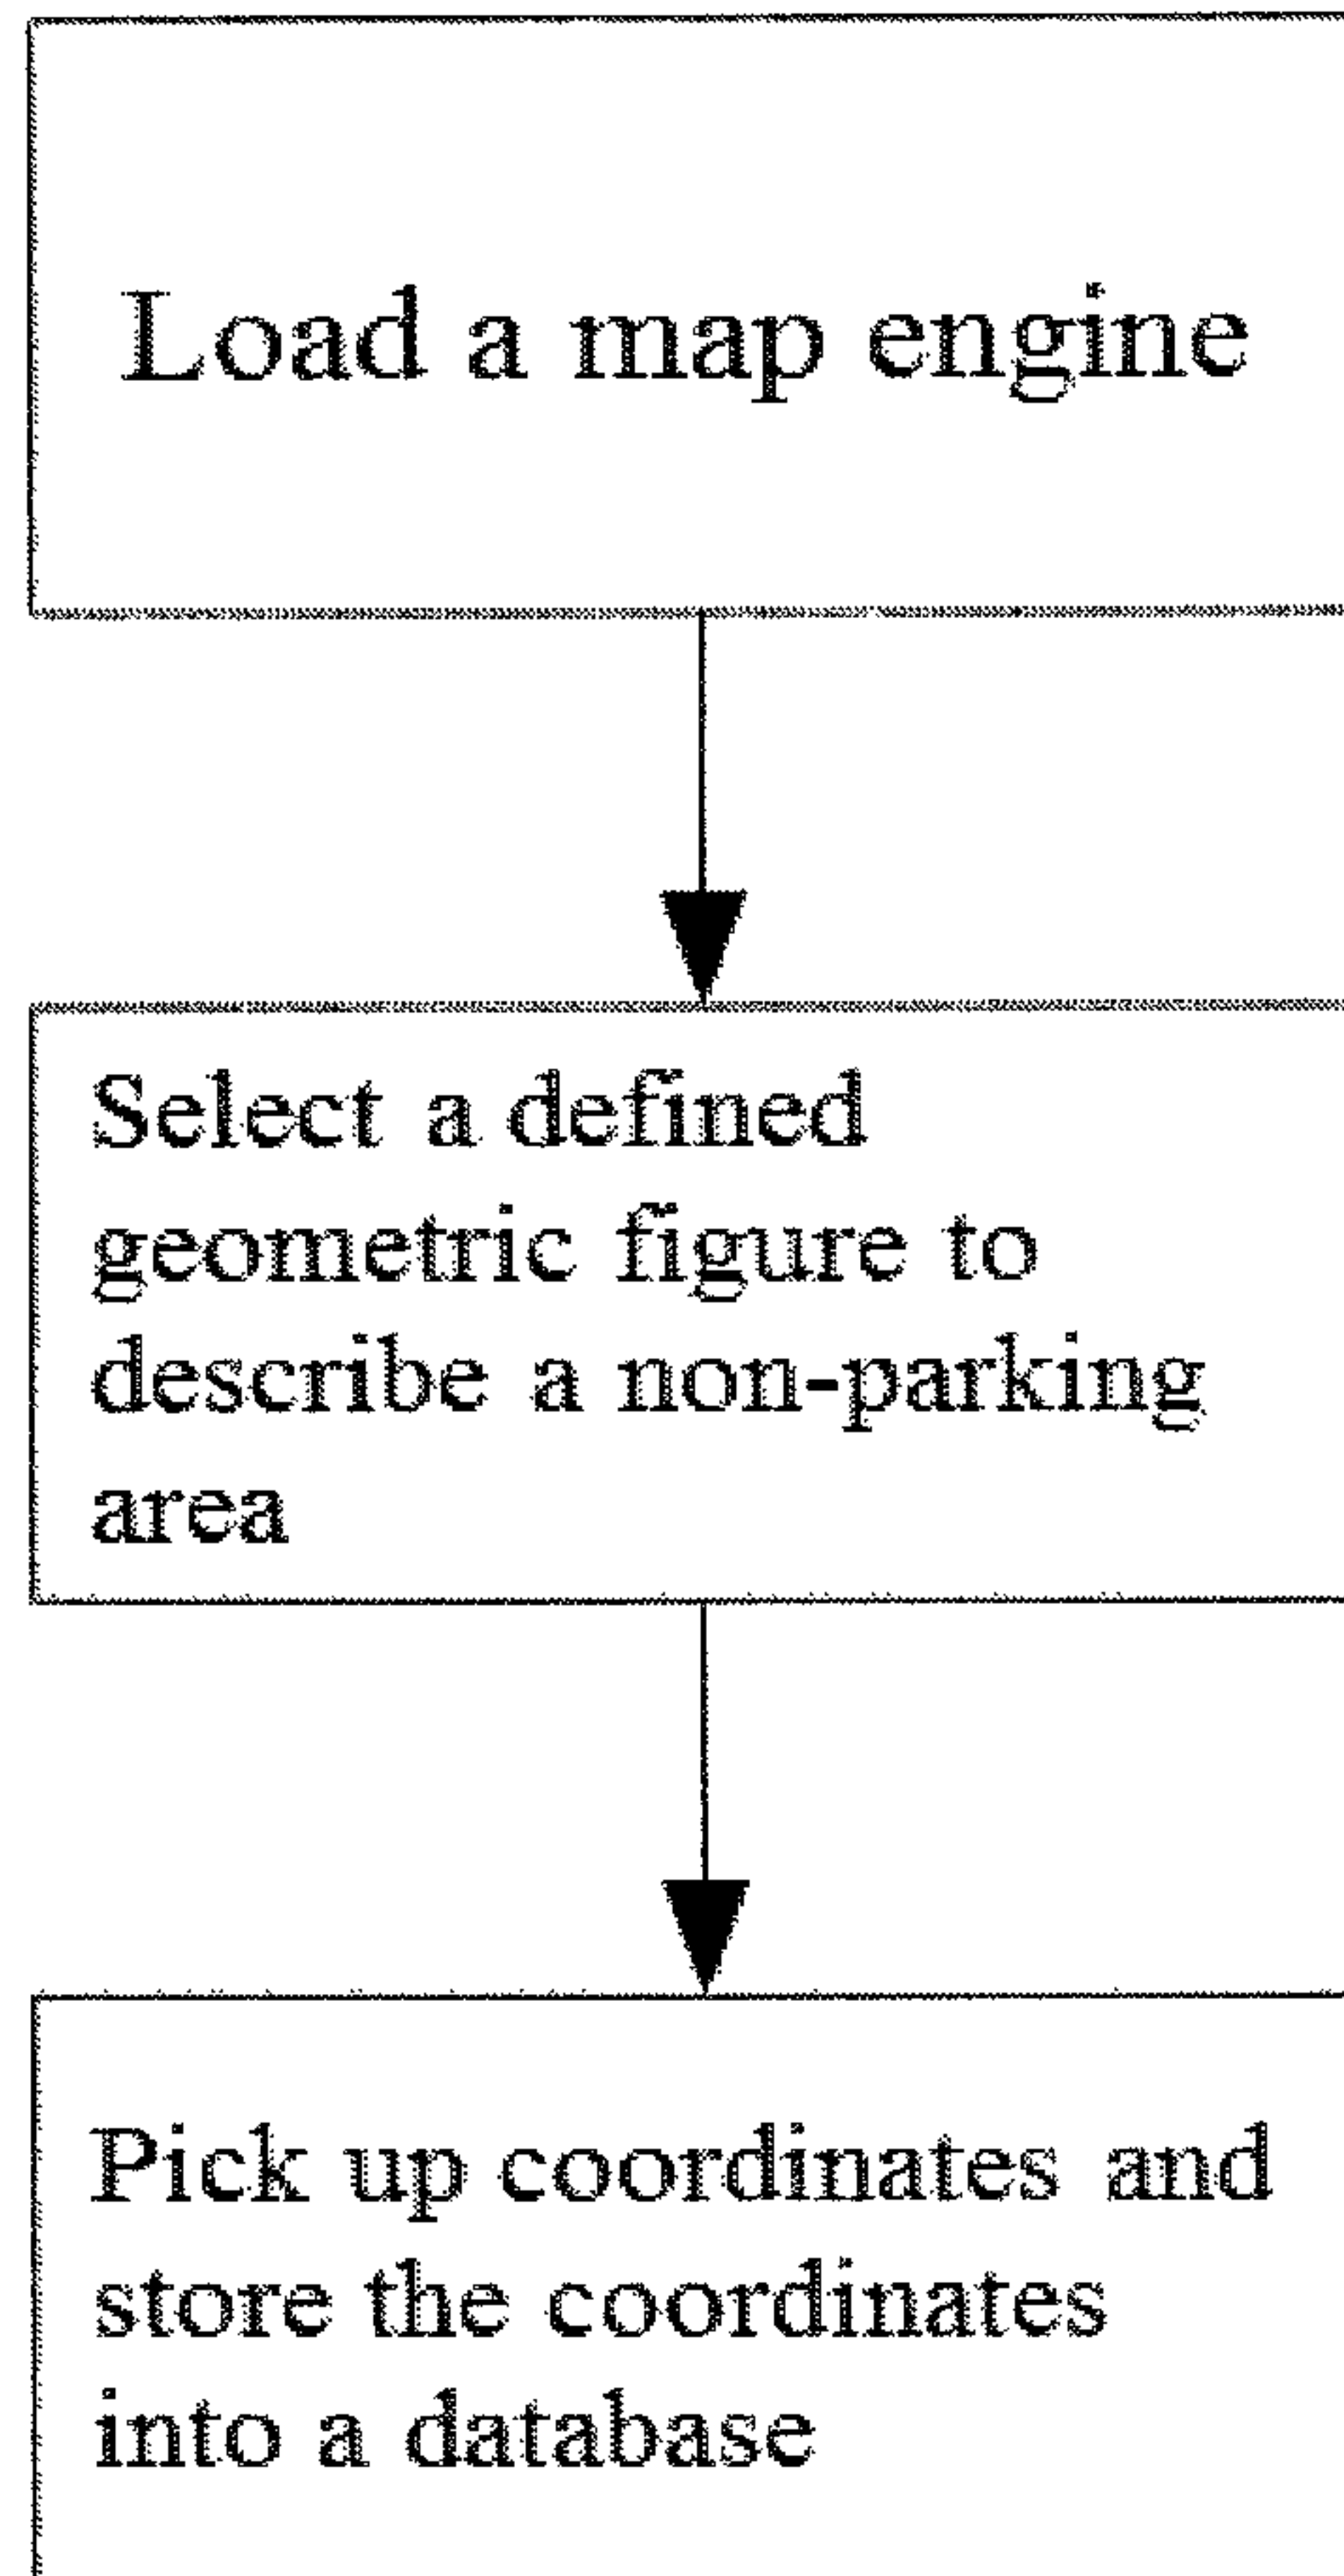 Load a map engine
Select a defined
geometric figure to
describe a non-parking
area
Pick up coordinates and
store the coordinates
into a database